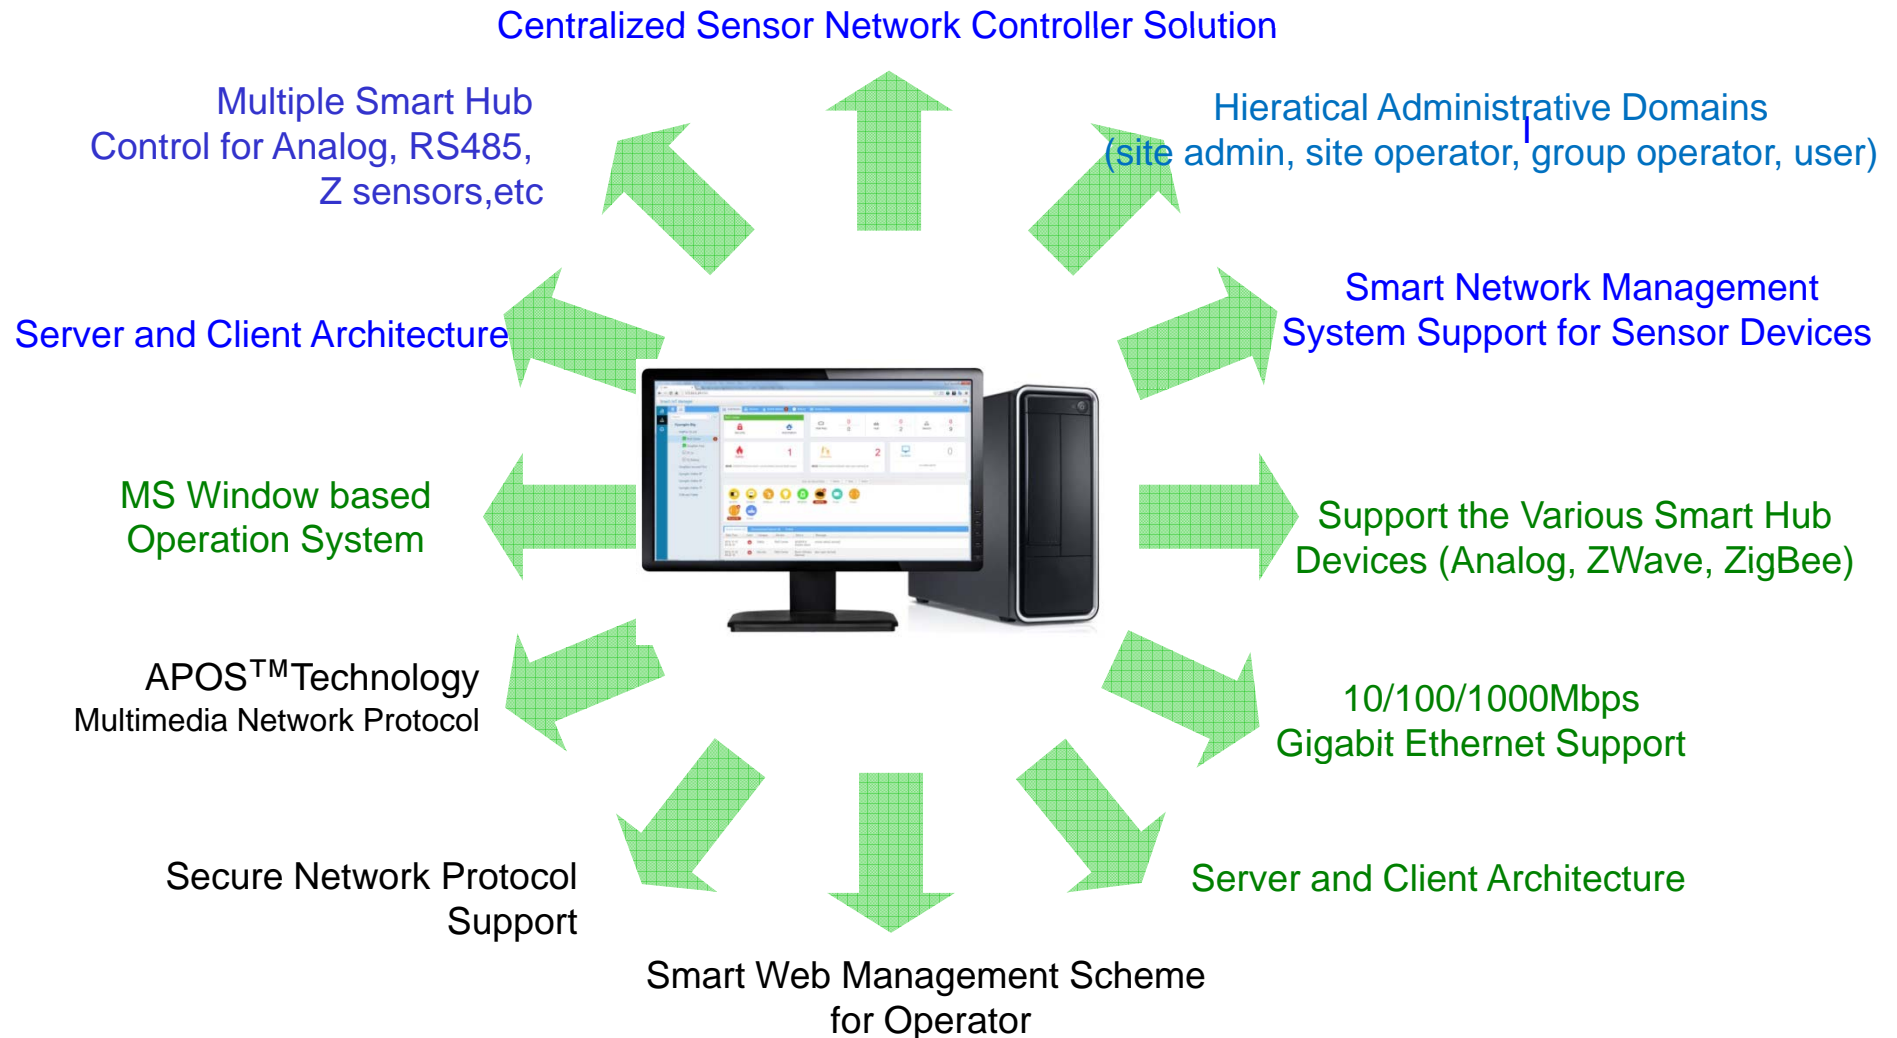 Centralized Sensor Network Controller Solution
Multiple Smart Hub
Control for Analog, RS485,
Z sensors,etc
Hieratical Administrative Domains
(site admin, site operator, group operator, user)
Server and Client Architecture
Smart Network Management
System Support for Sensor Devices
MS Window based
Operation System
Support the Various Smart Hub
Devices (Analog, ZWave, ZigBee)
APOS™Technology
Multimedia Network Protocol
10/100/1000Mbps
Gigabit Ethernet Support
Secure Network Protocol
Support
Server and Client Architecture
Smart Web Management Scheme
for Operator